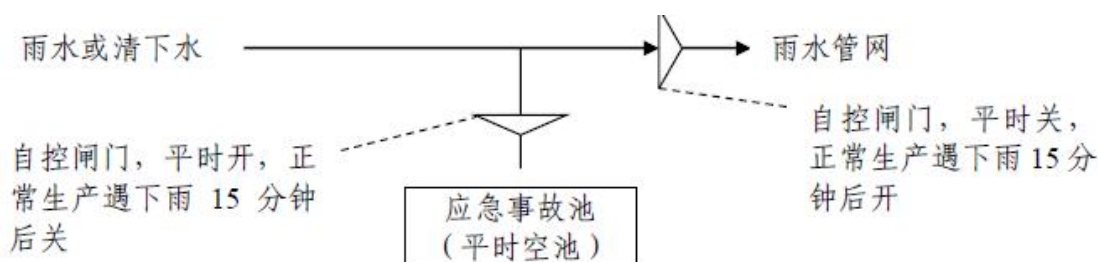 雨水或清下水
雨水管网
自控闸门，平时关，
正常生产遇下雨15分
钟后开
自控闸门，平时开，正
常生产遇下雨 15 分钟
后关
应急事故池
（平时空池）